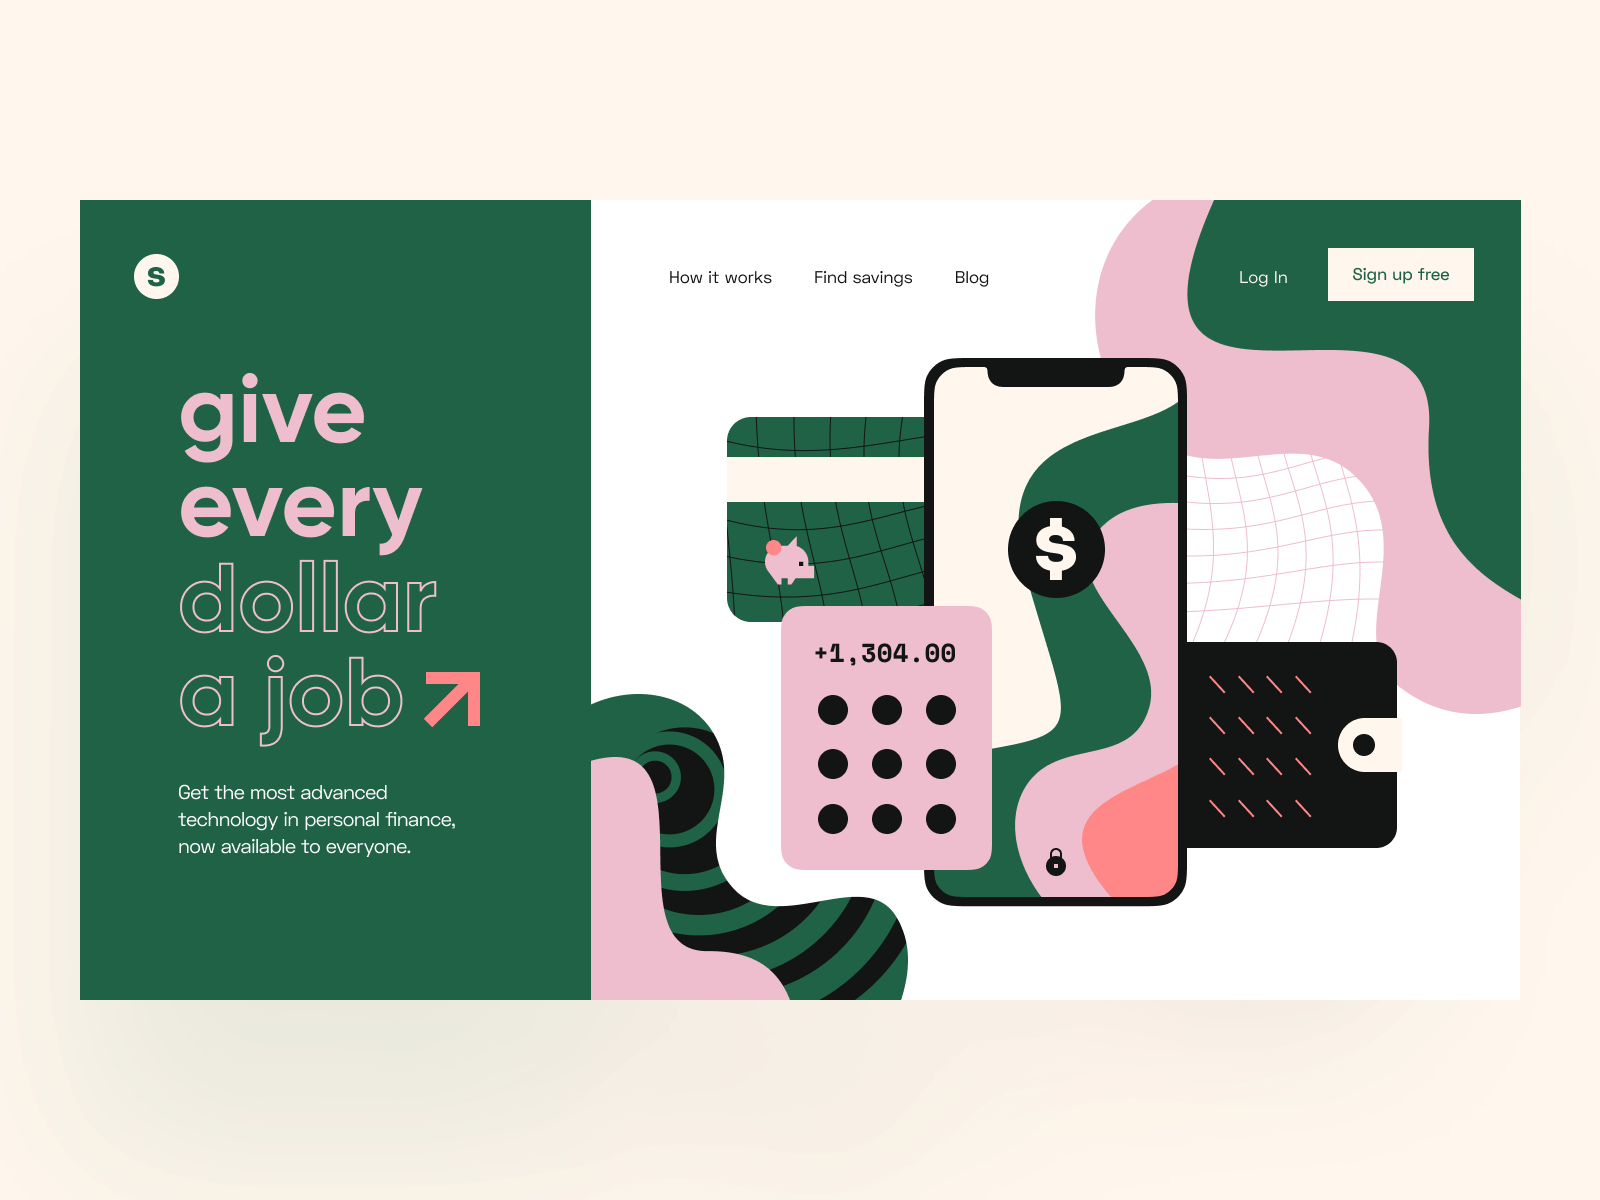 S
How it works Find savings Blog Log In Sign up free
give
every
dollar
a job
Get the most advanced
technology in personal finance,
now available to everyone.
$
+1,304.00